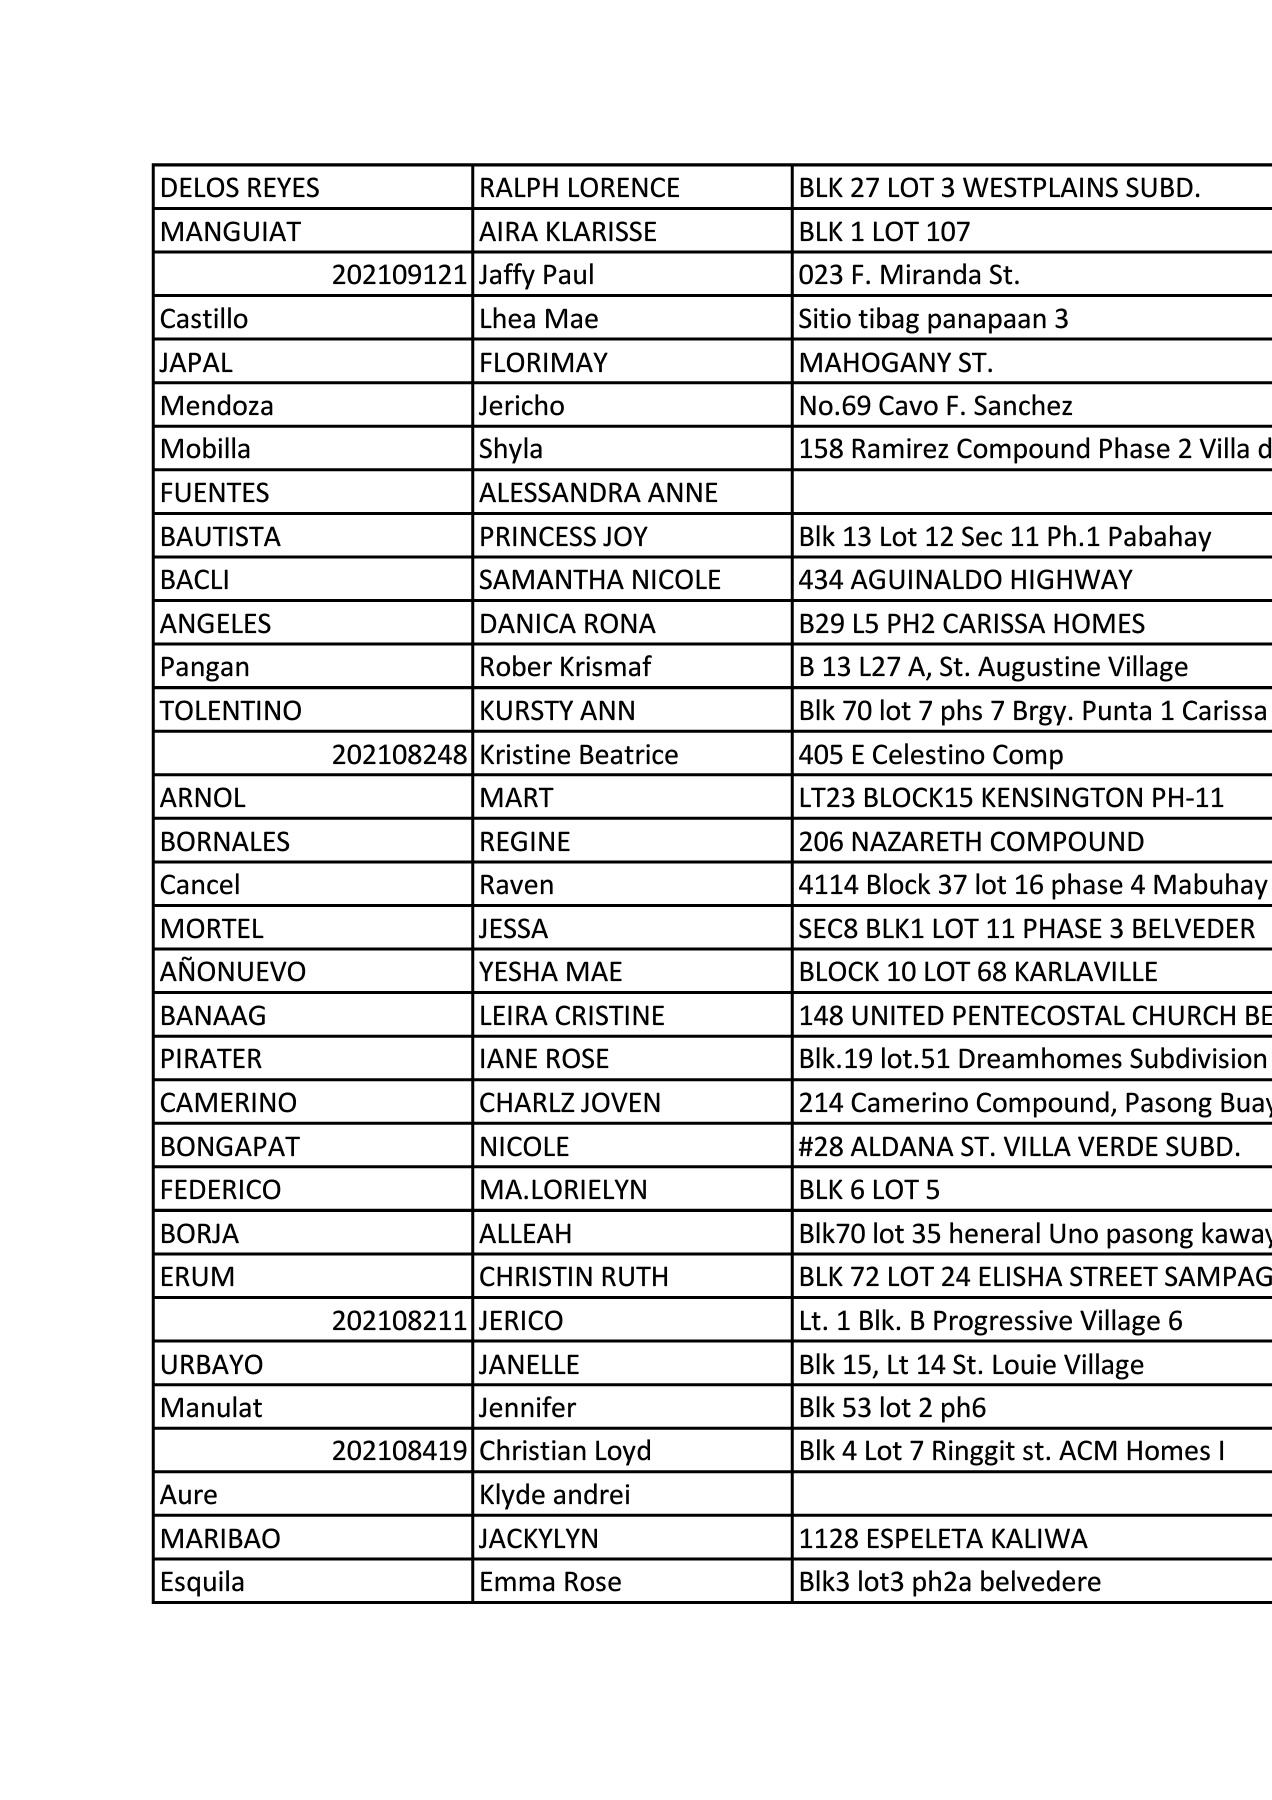 DELOS REYES RALPH LORENCE BLK 27 LOT 3 WESTPLAINS SUBD.
MANGUIAT AIRA KLARISSE BLK 1 LOT 107
202109121 Jaffy Paul 023 F. Miranda St.
Castillo Lhea Mae Sitio tibag panapaan 3
JAPAL FLORIMAY MAHOGANY ST.
Mendoza Jericho No.69 Cavo F. Sanchez
Mobilla Shyla 158 Ramirez Compound Phase 2 Villa d
FUENTES ALESSANDRA ANNE
BAUTISTA PRINCESS JOY Blk 13 Lot 12 Sec 11 Ph.1 Pabahay
BACLI SAMANTHA NICOLE 434 AGUINALDO HIGHWAY
ANGELES DANICA RONA B29 L5 PH2 CARISSA HOMES
Pangan Rober Krismaf B 13 L27 A, St. Augustine Village
TOLENTINO KURSTY ANN Blk 70 lot 7 phs 7 Brgy. Punta 1 Carissa
202108248 Kristine Beatrice 405 E Celestino Comp
ARNOL MART LT23 BLOCK15 KENSINGTON PH-11
BORNALES REGINE 206 NAZARETH COMPOUND
Cancel Raven 4114 Block 37 lot 16 phase 4 Mabuhay
MORTEL JESSA SEC8 BLK1 LOT 11 PHASE 3 BELVEDER
AÑONUEVO YESHA MAE BLOCK 10 LOT 68 KARLAVILLE
BANAAG LEIRA CRISTINE 148 UNITED PENTECOSTAL CHURCH BE
PIRATER IANE ROSE Blk.19 lot.51 Dreamhomes Subdivision
CAMERINO CHARLZ JOVEN 214 Camerino Compound, Pasong Buay
BONGAPAT NICOLE #28 ALDANA ST. VILLA VERDE SUBD.
FEDERICO MA.LORIELYN BLK 6 LOT 5
BORJA ALLEAH Blk70 lot 35 heneral Uno pasong kaway
ERUM CHRISTIN RUTH BLK 72 LOT 24 ELISHA STREET SAMPAG
202108211 JERICO Lt. 1 Blk. B Progressive Village 6
URBAYO JANELLE Blk 15, Lt 14 St. Louie Village
Manulat Jennifer Blk 53 lot 2 ph6
202108419 Christian Loyd Blk 4 Lot 7 Ringgit st. ACM Homes I
Aure Klyde andrei
MARIBAO JACKYLYN 1128 ESPELETA KALIWA
Esquila Emma Rose Blk3 lot3 ph2a belvedere